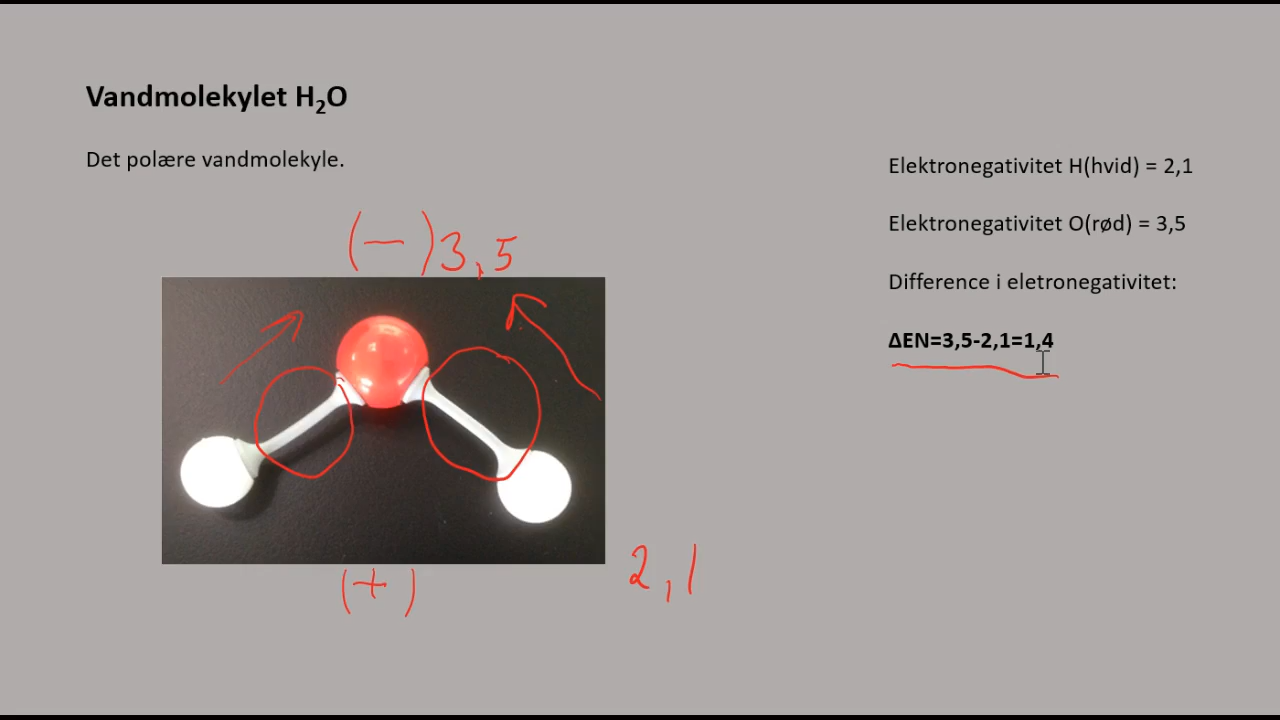 Vandmolekylet H₂O
Det polære vandmolekyle.
(−) 3,5
(+)
2,1
Elektronegativitet H(hvid) = 2,1
Elektronegativitet O(rød) = 3,5
Difference i eletronegativitet:
ΔEN=3,5-2,1=1,4